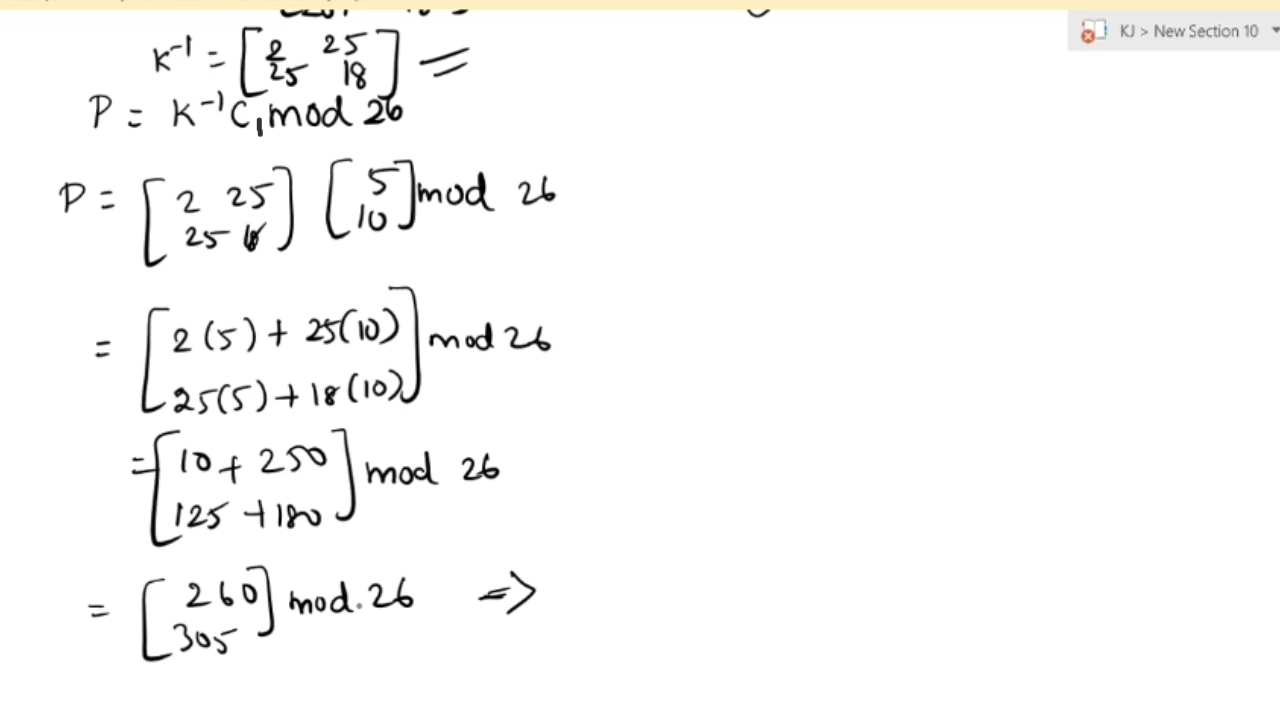 KJ > New Section 10
K⁻¹ = [2 25
25 18]
P = K⁻¹C₁ mod 26
P = [2 25
25 18] [5
10] mod 26
= [2(5) + 25(10)
25(5) + 18(10)] mod 26
= [10 + 250
125 + 180] mod 26
= [260
305] mod. 26 =>